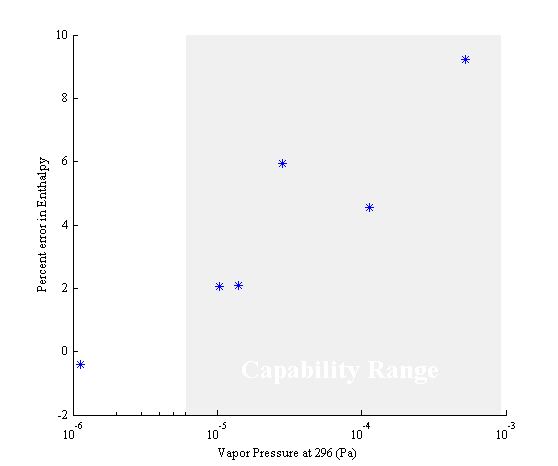 10
8
6
4
2
0
-2
Percent error in Enthalpy
Capability Range
10^-6 10^-5 10^-4 10^-3
Vapor Pressure at 296 (Pa)